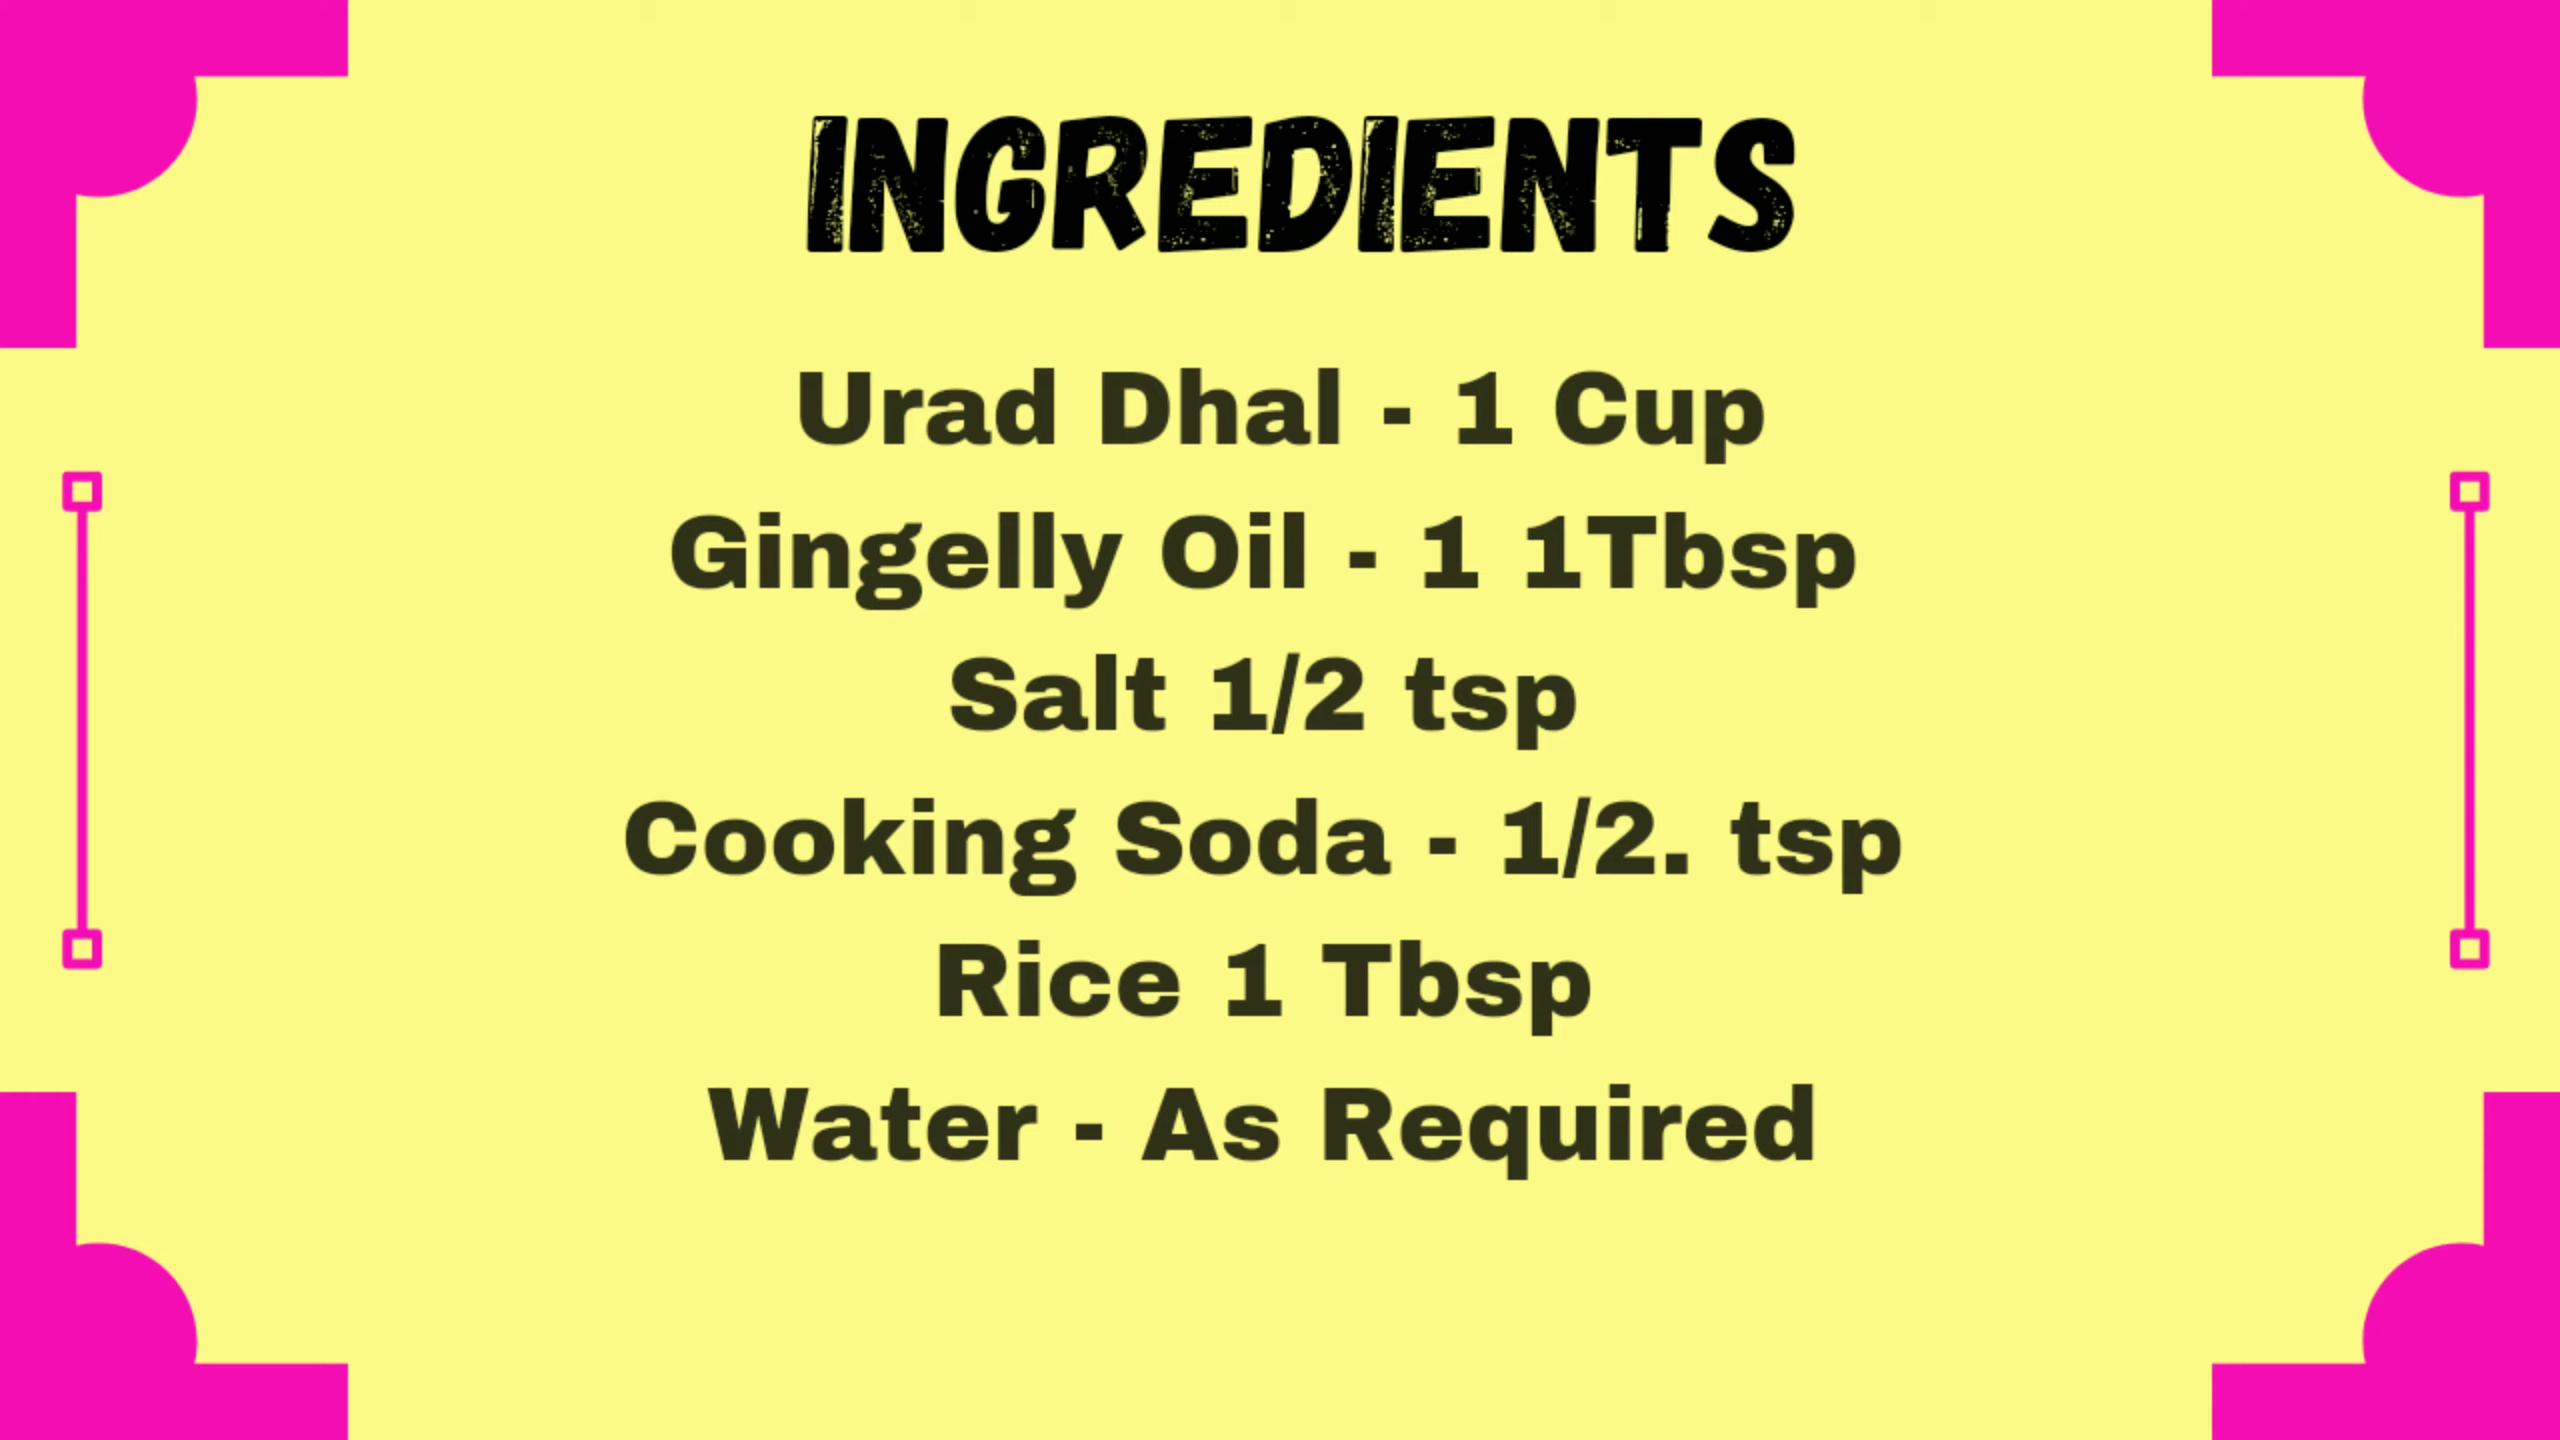 INGREDIENTS
Urad Dhal - 1 Cup
Gingelly Oil - 1 1Tbsp
Salt 1/2 tsp
Cooking Soda - 1/2. tsp
Rice 1 Tbsp
Water - As Required